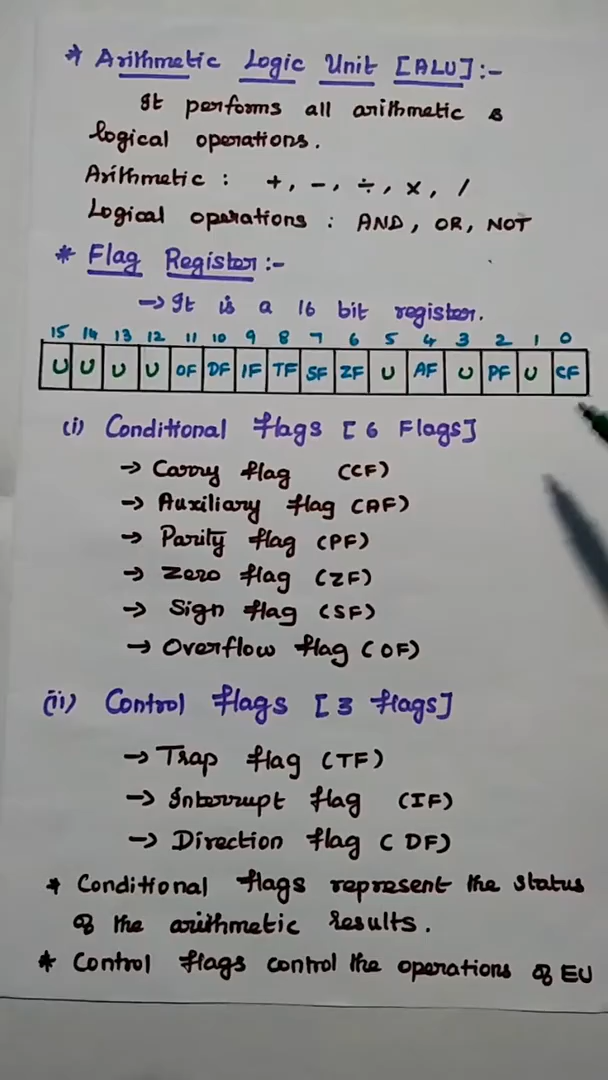 * Arithmetic Logic Unit [ALU]:-
It performs all arithmetic &
logical operations.
Arithmetic : +, -, ÷, ×, /
Logical operations : AND, OR, NOT
* Flag Register:-
→ It is a 16 bit register.
15 14 13 12 11 10 9 8 7 6 5 4 3 2 1 0
U U U U OF DF IF TF SF ZF U AF U PF U CF
(i) Conditional flags [6 Flags]
→ Carry flag (CF)
→ Auxiliary flag (AF)
→ Parity flag (PF)
→ Zero flag (ZF)
→ Sign flag (SF)
→ Overflow flag (OF)
(ii) Control flags [3 flags]
→ Trap flag (TF)
→ Interrupt flag (IF)
→ Direction flag (DF)
* Conditional flags represent the status
of the arithmetic results.
* Control flags control the operations of EU